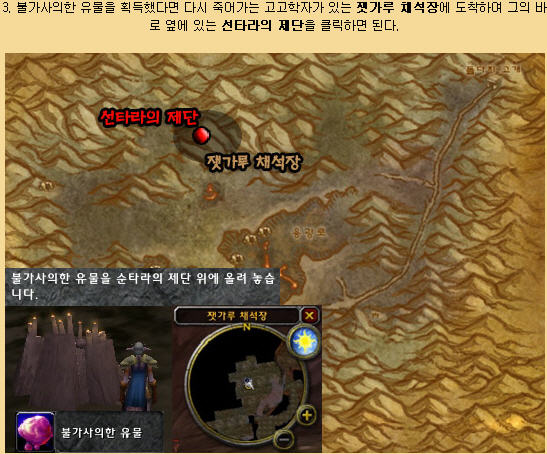 3. 불가사의한 유물을 획득했다면 다시 죽어가는 고고학자가 있는 잿가루 채석장에 도착하여 그의 바
로 옆에 있는 선타라의 제단을 클릭하면 된다.
선타라의 제단
잿가루 채석장
불가사의한 유물을 순타라의 제단 위에 올려 놓습
니다.
잿가루 채석장
N
불가사의한 유물